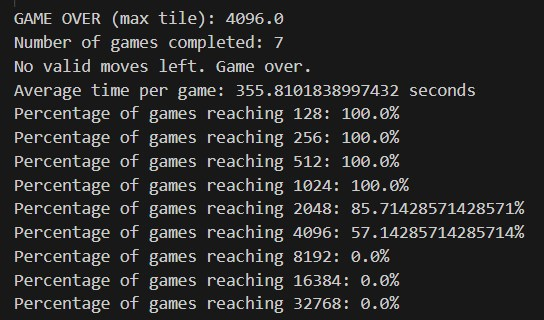 GAME OVER (max tile): 4096.0
Number of games completed: 7
No valid moves left. Game over.
Average time per game: 355.8101838997432 seconds
Percentage of games reaching 128: 100.0%
Percentage of games reaching 256: 100.0%
Percentage of games reaching 512: 100.0%
Percentage of games reaching 1024: 100.0%
Percentage of games reaching 2048: 85.71428571428571%
Percentage of games reaching 4096: 57.14285714285714%
Percentage of games reaching 8192: 0.0%
Percentage of games reaching 16384: 0.0%
Percentage of games reaching 32768: 0.0%